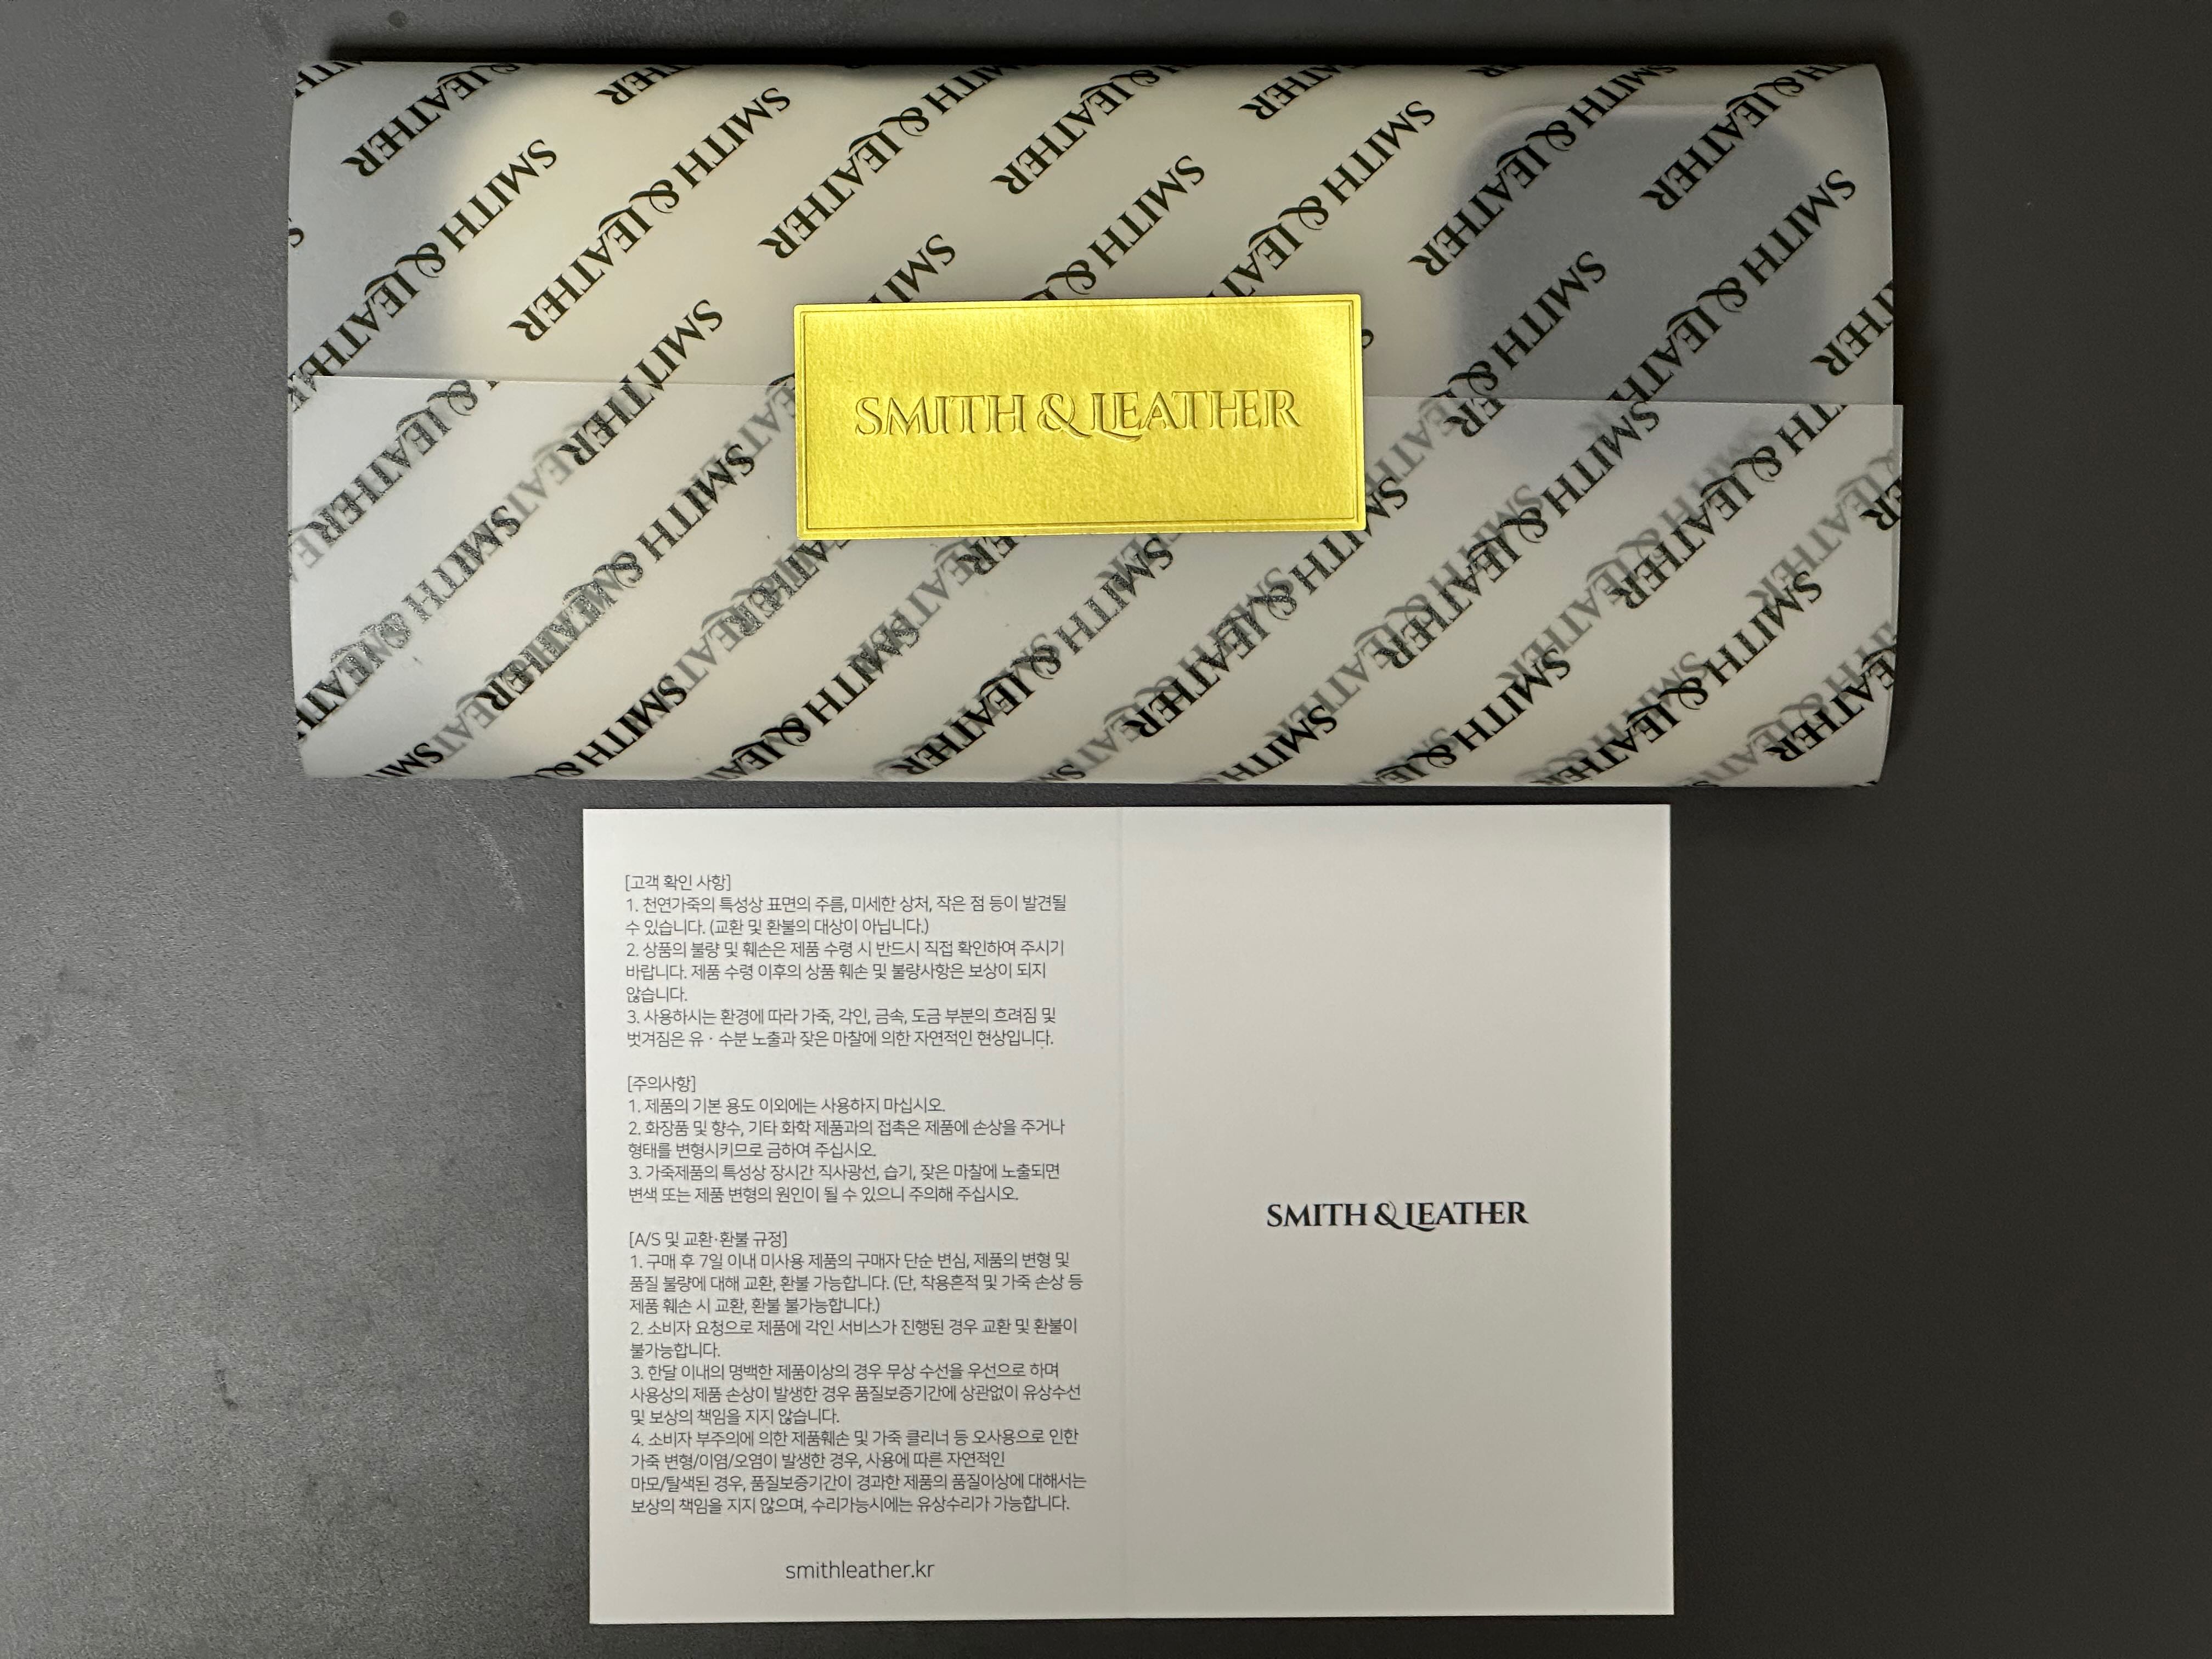 SMITH & LEATHER
[고객 확인 사항]
1. 천연가죽의 특성상 표면의 주름, 미세한 상처, 작은 점 등이 발견될
수 있습니다. (교환 및 환불의 대상이 아닙니다.)
2. 상품의 불량 및 훼손은 제품 수령 시 반드시 직접 확인하여 주시기
바랍니다. 제품 수령 이후의 상품 훼손 및 불량사항은 보상이 되지
않습니다.
3. 사용하시는 환경에 따라 가죽, 각인, 금속, 도금 부분의 흐려짐 및
벗겨짐은 유 · 수분 노출과 잦은 마찰에 의한 자연적인 현상입니다.
[주의사항]
1. 제품의 기본 용도 이외에는 사용하지 마십시오.
2. 화장품 및 향수, 기타 화학 제품과의 접촉은 제품에 손상을 주거나
형태를 변형시키므로 금하여 주십시오.
3. 가죽제품의 특성상 장시간 직사광선, 습기, 잦은 마찰에 노출되면
변색 또는 제품 변형의 원인이 될 수 있으니 주의해 주십시오.
[A/S 및 교환·환불 규정]
1. 구매 후 7일 이내 미사용 제품의 구매자 단순 변심, 제품의 변형 및
품질 불량에 대해 교환, 환불 가능합니다. (단, 착용흔적 및 가죽 손상 등
제품 훼손 시 교환, 환불 불가능합니다.)
2. 소비자 요청으로 제품에 각인 서비스가 진행된 경우 교환 및 환불이
불가능합니다.
3. 한달 이내의 명백한 제품이상의 경우 무상 수선을 우선으로 하며
사용상의 제품 손상이 발생한 경우 품질보증기간에 상관없이 유상수선
및 보상의 책임을 지지 않습니다.
4. 소비자 부주의에 의한 제품훼손 및 가죽 클리너 등 오사용으로 인한
가죽 변형/이염/오염이 발생한 경우, 사용에 따른 자연적인
마모/탈색된 경우, 품질보증기간이 경과한 제품의 품질이상에 대해서는
보상의 책임을 지지 않으며, 수리가능시에는 유상수리가 가능합니다.
smithleather.kr
SMITH & LEATHER